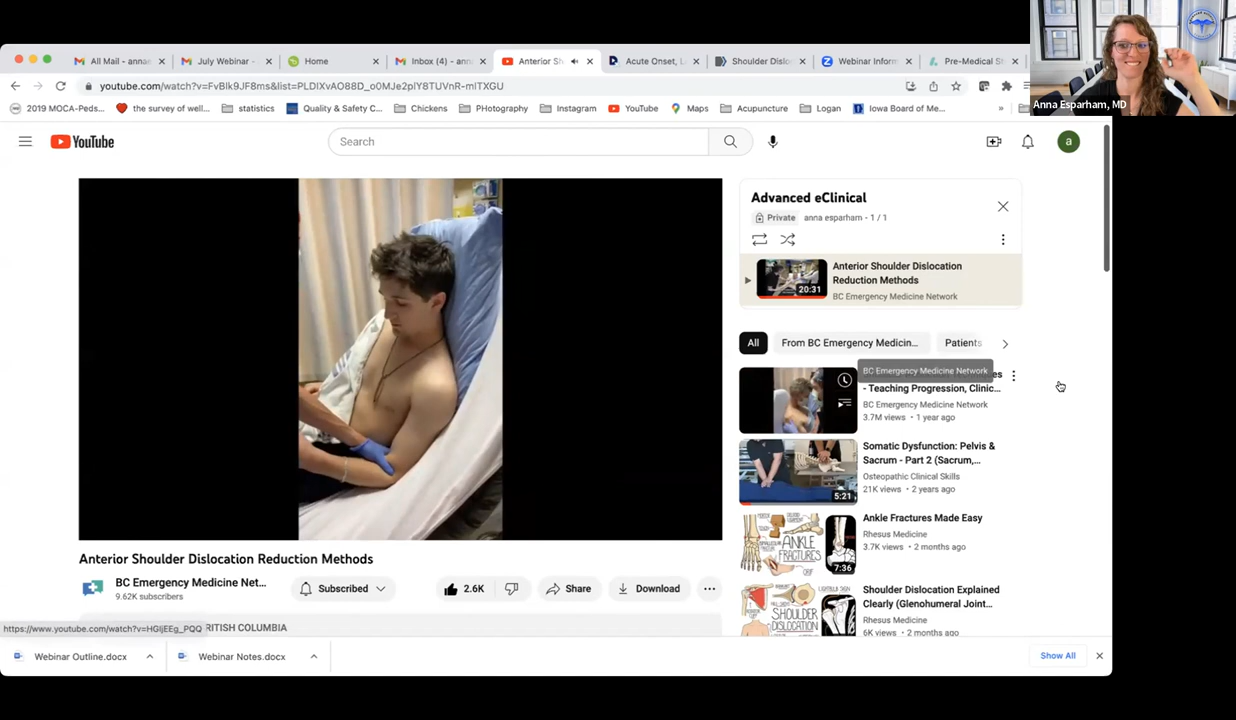 All Mail - annae
July Webinar -
Home
Inbox (4) - anna
Anterior Sh
Acute Onset, L
Shoulder Dislo
Webinar Inform
Pre-Medical St
Anna Esparham, MD
youtube.com/watch?v=FvBlk9JF8ms&list=PLDIXvAO88D_o0MJe2plY8TUVnR-mITXGU
2019 MOCA-Peds...
the survey of well...
statistics
Quality & Safety C...
Chickens
PHotography
Instagram
YouTube
Maps
Acupuncture
Logan
Iowa Board of Me...
»
YouTube
Search
a
Advanced eClinical
Private
anna esparham - 1 / 1
Anterior Shoulder Dislocation
Reduction Methods
BC Emergency Medicine Network
20:31
All
From BC Emergency Medicin...
Patients
BC Emergency Medicine Network
- Teaching Progression, Clinic...
BC Emergency Medicine Network
3.7M views • 1 year ago
Somatic Dysfunction: Pelvis &
Sacrum - Part 2 (Sacrum,...
Osteopathic Clinical Skills
21K views • 2 years ago
5:21
Ankle Fractures Made Easy
Rhesus Medicine
3.7K views • 2 months ago
ANKLE
FRACTURES
7:36
Shoulder Dislocation Explained
Clearly (Glenohumeral Joint...
Rhesus Medicine
6K views • 2 months ago
SHOULDER
DISLOCATION
Anterior Shoulder Dislocation Reduction Methods
BC Emergency Medicine Net...
9.62K subscribers
Subscribed
2.6K
Share
Download
https://www.youtube.com/watch?v=HGIjEEg_PQQ
RITISH COLUMBIA
Webinar Outline.docx
Webinar Notes.docx
Show All